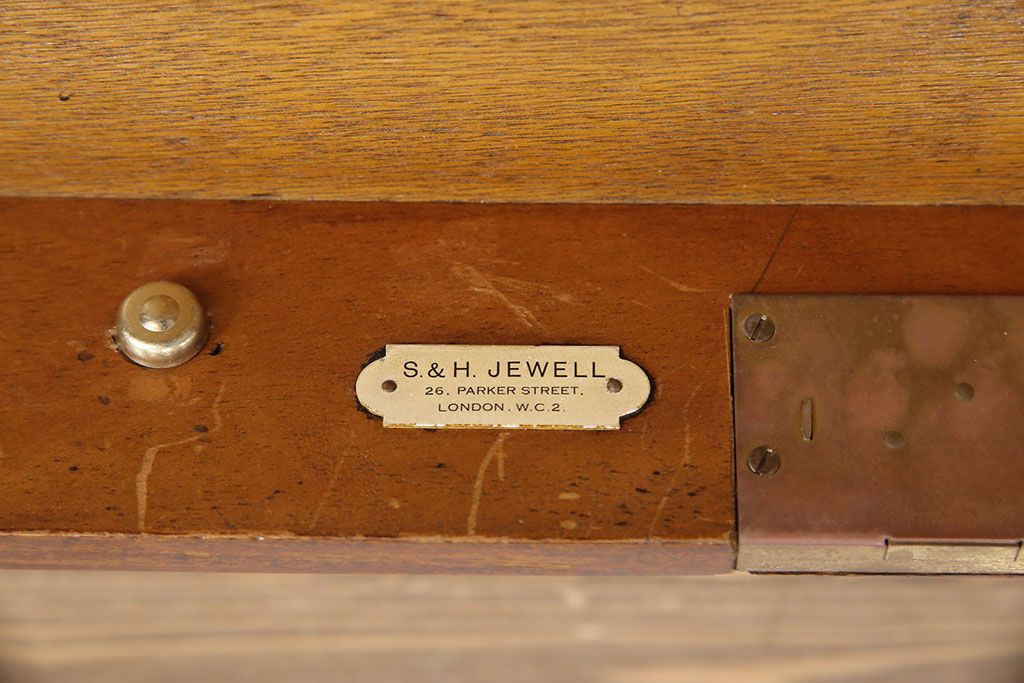 S. & H. JEWELL
26, PARKER STREET,
LONDON. W.C.2.